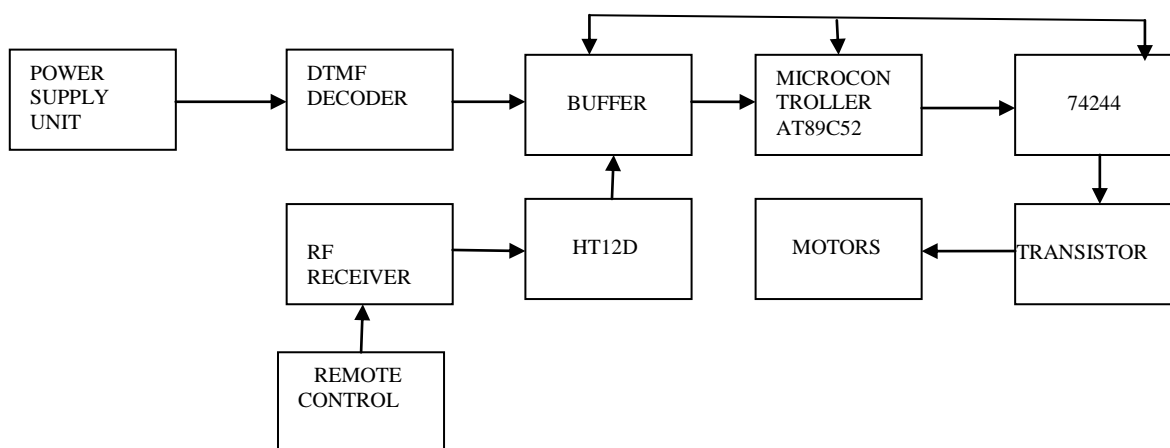 POWER
SUPPLY
UNIT
DTMF
DECODER
BUFFER
MICROCON
TROLLER
AT89C52
74244
RF
RECEIVER
HT12D
MOTORS
TRANSISTOR
REMOTE
CONTROL